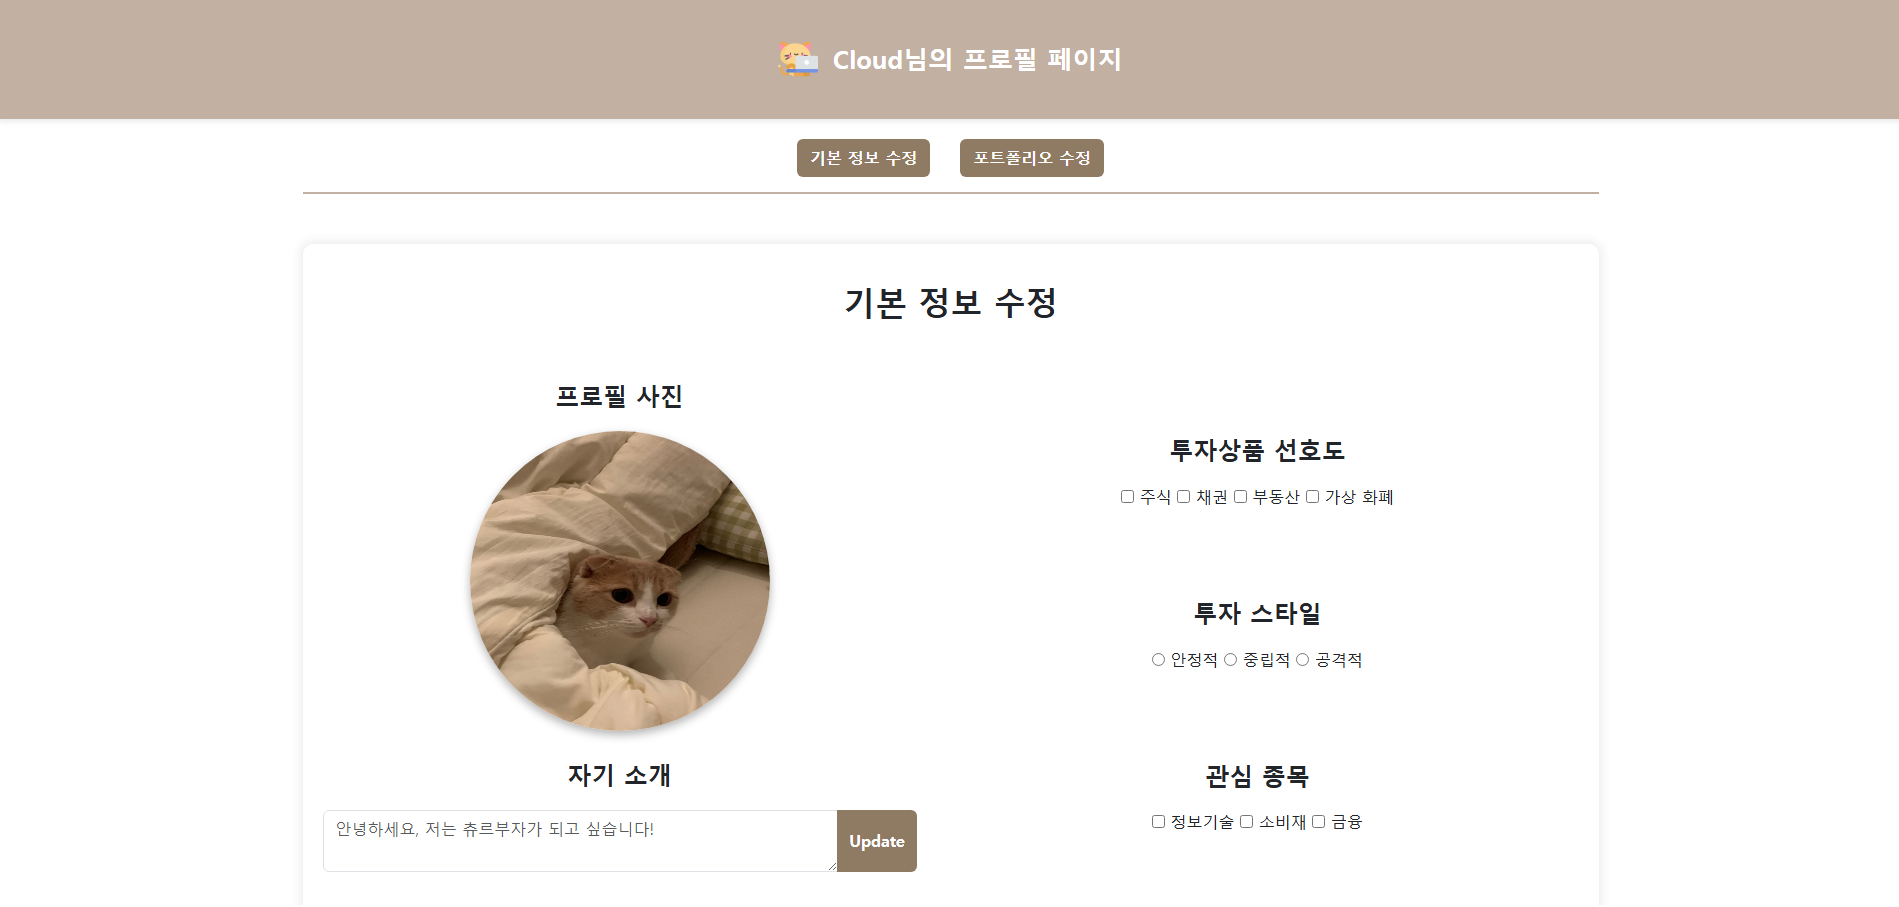 Cloud님의 프로필 페이지
기본 정보 수정
포트폴리오 수정
기본 정보 수정
프로필 사진
자기 소개
안녕하세요, 저는 츄르부자가 되고 싶습니다!
Update
투자상품 선호도
주식 채권 부동산 가상 화폐
투자 스타일
안정적 중립적 공격적
관심 종목
정보기술 소비재 금융